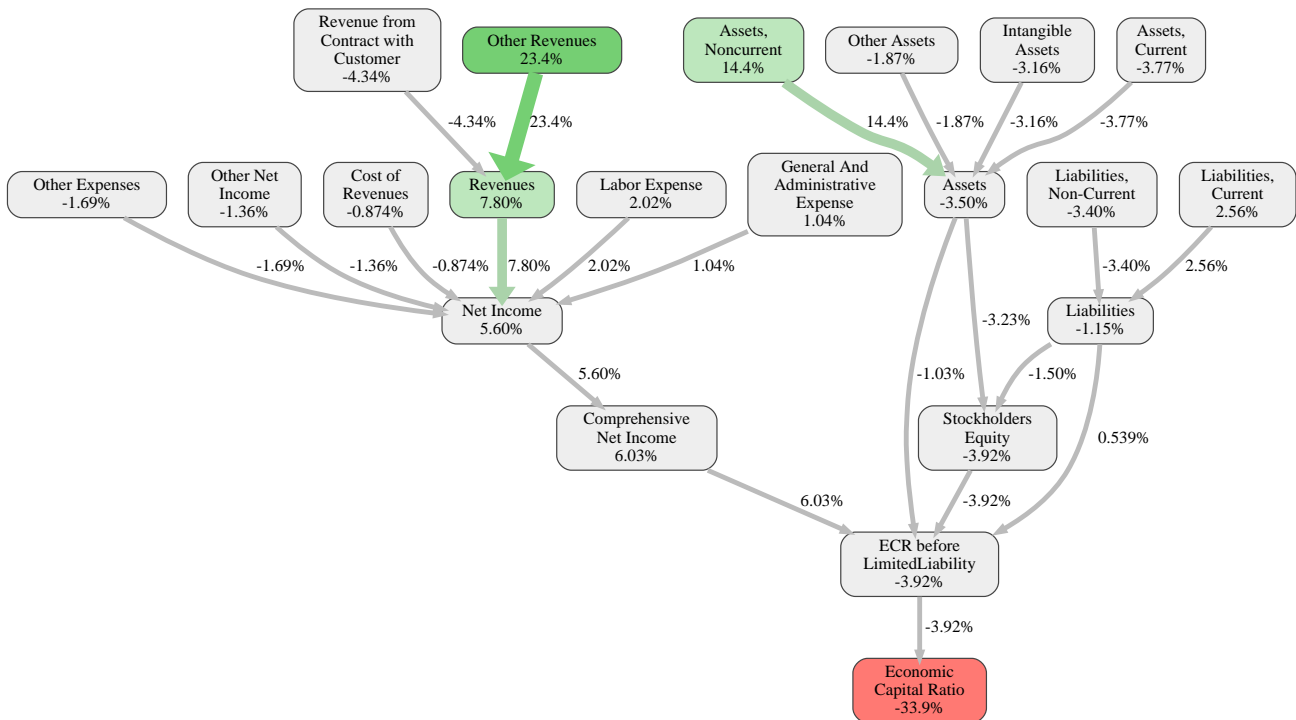 Revenue from
Contract with
Customer
-4.34%
Other Revenues
23.4%
Assets,
Noncurrent
14.4%
Other Assets
-1.87%
Intangible
Assets
-3.16%
Assets,
Current
-3.77%
-4.34%
23.4%
14.4%
-1.87%
-3.16%
-3.77%
Other Expenses
-1.69%
Other Net
Income
-1.36%
Cost of
Revenues
-0.874%
Revenues
7.80%
Labor Expense
2.02%
General And
Administrative
Expense
1.04%
Assets
-3.50%
Liabilities,
Non-Current
-3.40%
Liabilities,
Current
2.56%
-1.69%
-1.36%
-0.874%
7.80%
2.02%
1.04%
-3.40%
2.56%
Net Income
5.60%
-3.23%
Liabilities
-1.15%
5.60%
-1.03%
-1.50%
Comprehensive
Net Income
6.03%
Stockholders
Equity
-3.92%
0.539%
6.03%
-3.92%
ECR before
LimitedLiability
-3.92%
-3.92%
Economic
Capital Ratio
-33.9%